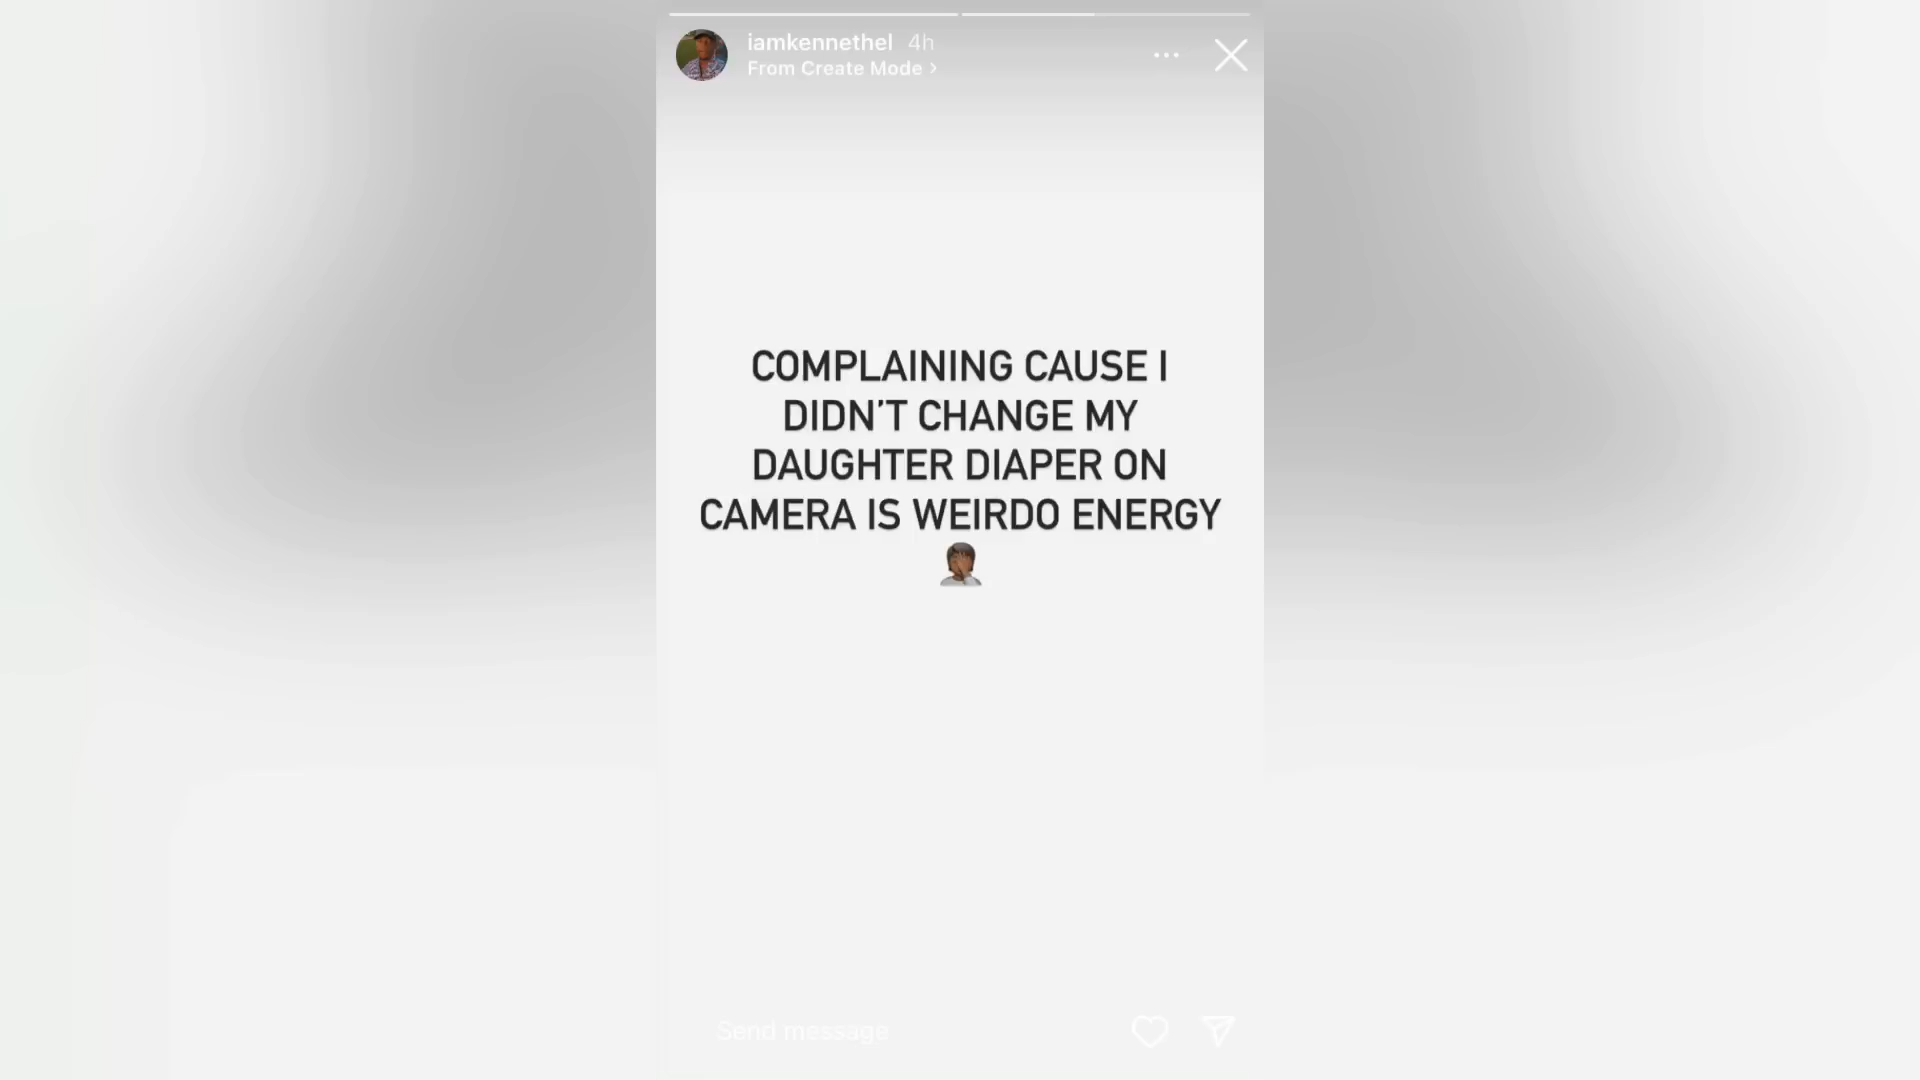 iamkennethel 4h
From Create Mode >
COMPLAINING CAUSE I
DIDN'T CHANGE MY
DAUGHTER DIAPER ON
CAMERA IS WEIRDO ENERGY
🤦🏾
Send message